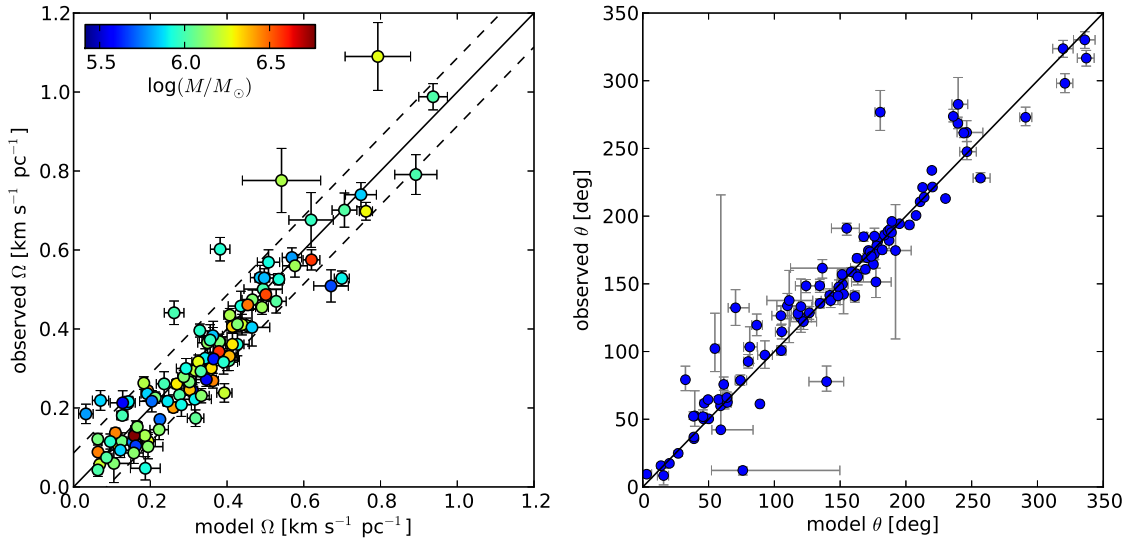 5.5 6.0 6.5
log(M/M⊙)
1.2
1.0
0.8
0.6
0.4
0.2
0.0
observed Ω [km s⁻¹ pc⁻¹]
0.0 0.2 0.4 0.6 0.8 1.0 1.2
model Ω [km s⁻¹ pc⁻¹]
350
300
250
200
150
100
50
0
observed θ [deg]
0 50 100 150 200 250 300 350
model θ [deg]